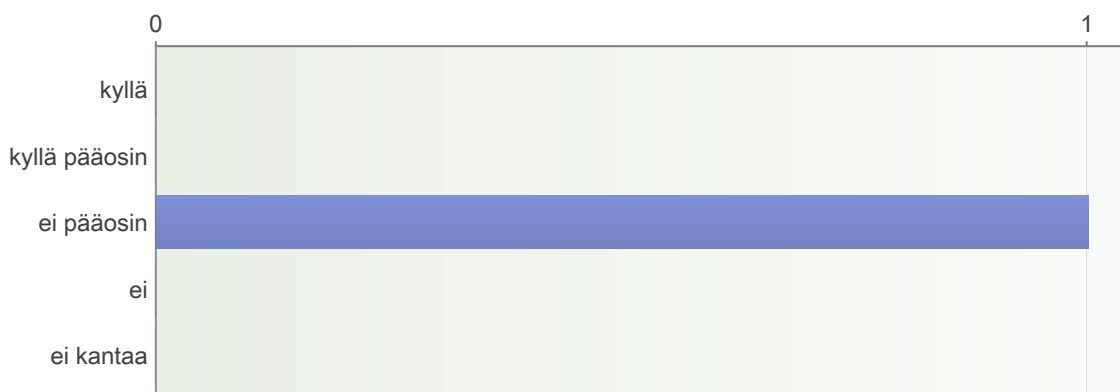 0 1
kyllä
kyllä pääosin
ei pääosin
ei
ei kantaa